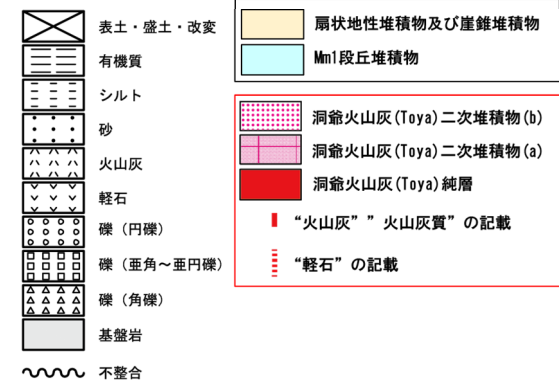 表土・盛土・改変
有機質
シルト
砂
火山灰
軽石
礫（円礫）
礫（亜角～亜円礫）
礫（角礫）
基盤岩
不整合
扇状地性堆積物及び崖錐堆積物
Mm1段丘堆積物
洞爺火山灰(Toya)二次堆積物(b)
洞爺火山灰(Toya)二次堆積物(a)
洞爺火山灰(Toya)純層
“火山灰””火山灰質”の記載
“軽石”の記載